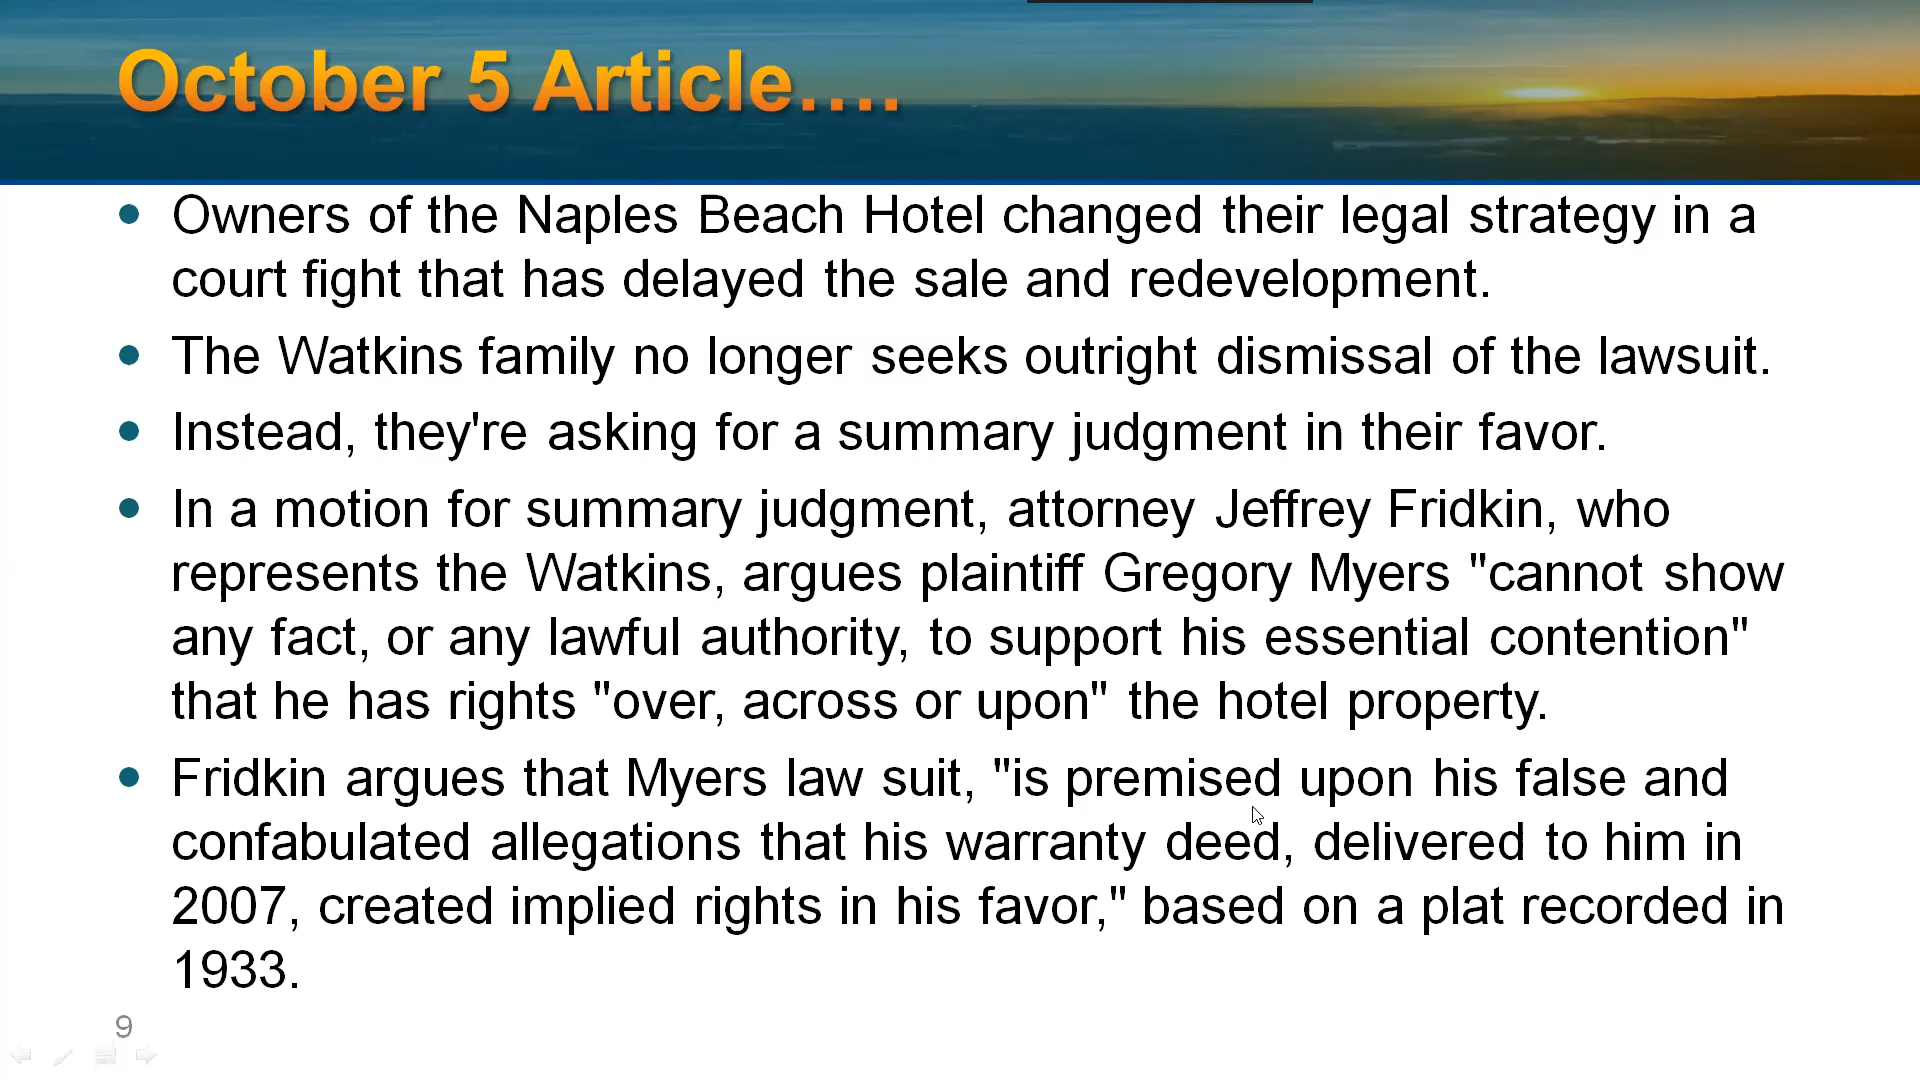 October 5 Article....
Owners of the Naples Beach Hotel changed their legal strategy in a
court fight that has delayed the sale and redevelopment.
The Watkins family no longer seeks outright dismissal of the lawsuit.
Instead, they're asking for a summary judgment in their favor.
In a motion for summary judgment, attorney Jeffrey Fridkin, who
represents the Watkins, argues plaintiff Gregory Myers "cannot show
any fact, or any lawful authority, to support his essential contention"
that he has rights "over, across or upon" the hotel property.
Fridkin argues that Myers law suit, "is premised upon his false and
confabulated allegations that his warranty deed, delivered to him in
2007, created implied rights in his favor," based on a plat recorded in
1933.
9